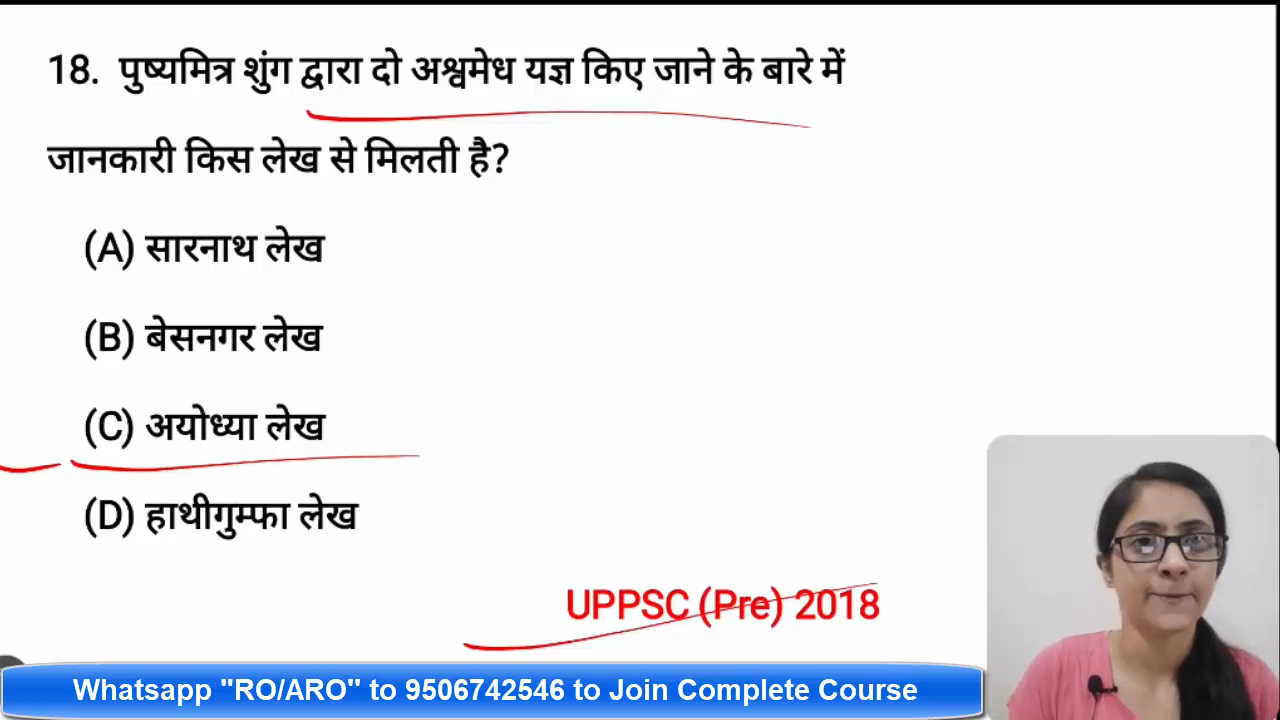 18. पुष्यमित्र शुंग द्वारा दो अश्वमेध यज्ञ किए जाने के बारे में
जानकारी किस लेख से मिलती है?
(A) सारनाथ लेख
(B) बेसनगर लेख
(C) अयोध्या लेख
(D) हाथीगुम्फा लेख
UPPSC (Pre) 2018
Whatsapp "RO/ARO" to 9506742546 to Join Complete Course